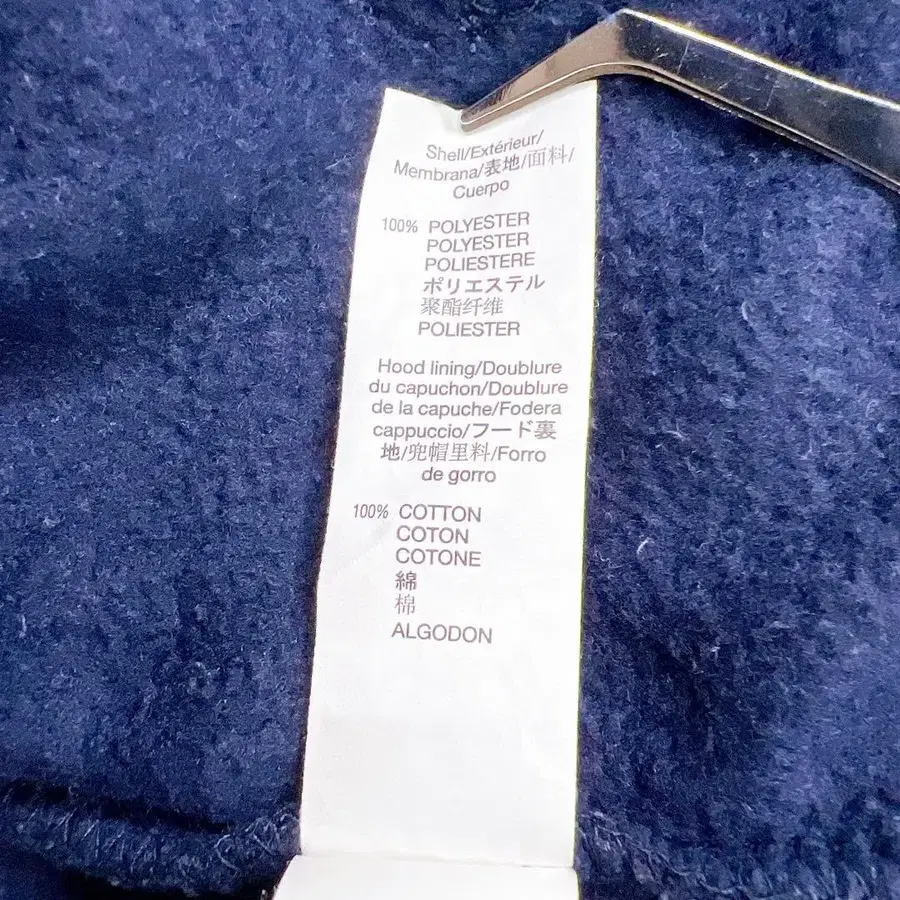 Shell/Extérieur/
Membrana/表地/面料/
Cuerpo
100% POLYESTER
POLYESTER
POLIESTERE
ポリエステル
聚酯纤维
POLIESTER
Hood lining/Doublure
du capuchon/Doublure
de la capuche/Fodera
cappuccio/フード裏
地/兜帽里料/Forro
de gorro
100% COTTON
COTON
COTONE
綿
棉
ALGODON